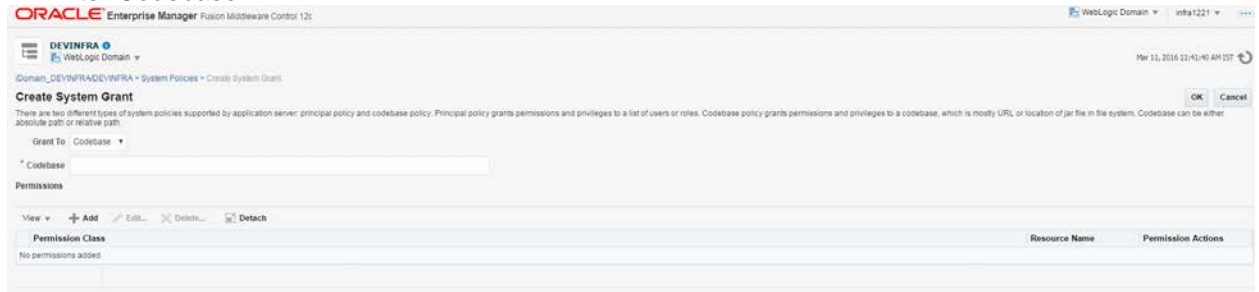 ORACLE Enterprise Manager Fusion Middleware Control 12c
WebLogic Domain infra1221
DEVINFRA
WebLogic Domain
Mar 11, 2016 11:41:40 AM IST
/Domain_DEVINFRA/DEVINFRA > System Policies > Create System Grant
Create System Grant
OK Cancel
There are two different types of system policies supported by application server: principal policy and codebase policy. Principal policy grants permissions and privileges to a list of users or roles. Codebase policy grants permissions and privileges to a codebase, which is mostly URL or location of jar file in file system. Codebase can be either
absolute path or relative path.
Grant To Codebase
* Codebase
Permissions
View Add Edit... Delete... Detach
Permission Class Resource Name Permission Actions
No permissions added.